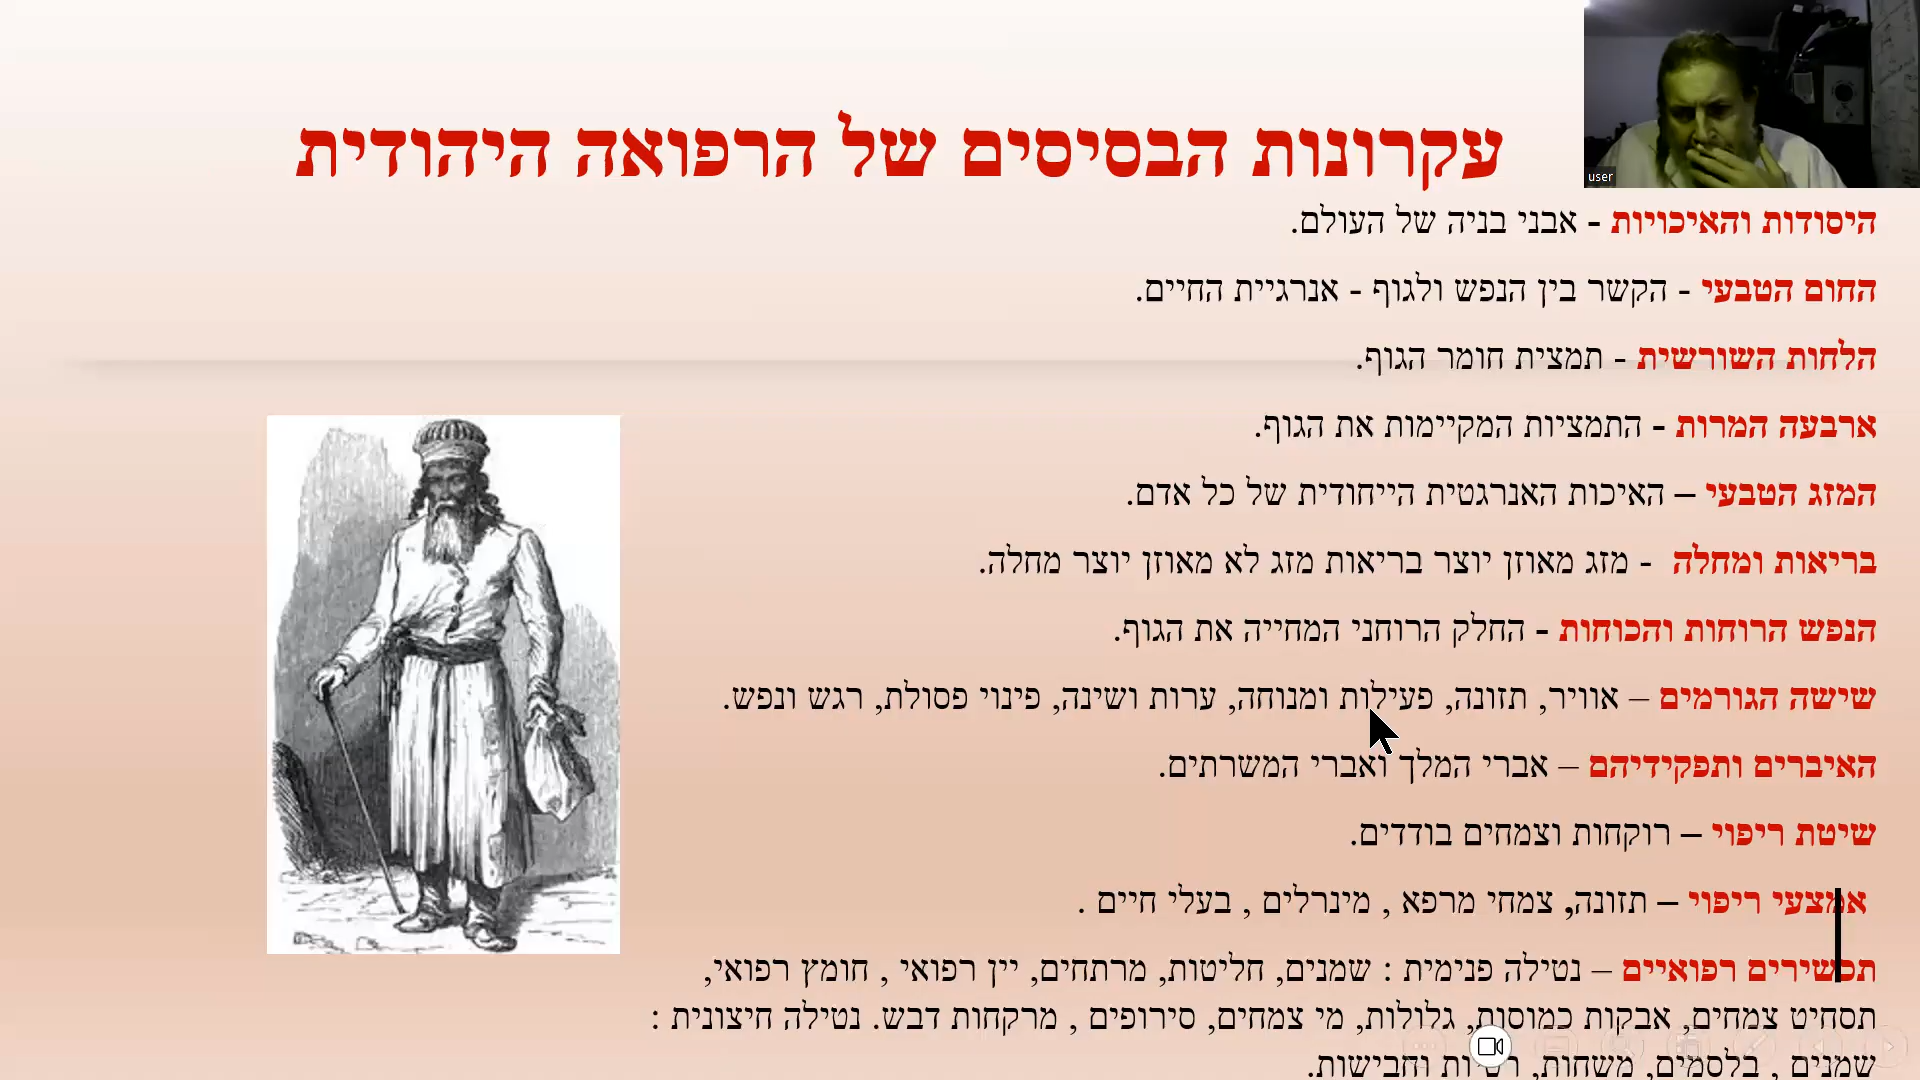 עקרונות הבסיסים של הרפואה היהודית
user
היסודות והאיכויות - אבני בניה של העולם.
החום הטבעי - הקשר בין הנפש ולגוף - אנרגיית החיים.
הלחות השורשית - תמצית חומר הגוף.
ארבעה המרות - התמציות המקיימות את הגוף.
המזג הטבעי – האיכות האנרגטית הייחודית של כל אדם.
בריאות ומחלה - מזג מאוזן יוצר בריאות מזג לא מאוזן יוצר מחלה.
הנפש הרוחות והכוחות - החלק הרוחני המחייה את הגוף.
שישה הגורמים – אוויר, תזונה, פעילות ומנוחה, ערות ושינה, פינוי פסולת, רגש ונפש.
האיברים ותפקידיהם – אברי המלך ואברי המשרתים.
שיטת ריפוי – רוקחות וצמחים בודדים.
אמצעי ריפוי – תזונה, צמחי מרפא , מינרלים , בעלי חיים .
תכשירים רפואיים – נטילה פנימית : שמנים, חליטות, מרתחים, יין רפואי , חומץ רפואי,
תסחיט צמחים, אבקות כמוסות, גלולות, מי צמחים, סירופים , מרקחות דבש. נטילה חיצונית :
שמנים , בלסמים, משחות, רטיות וחבישות.